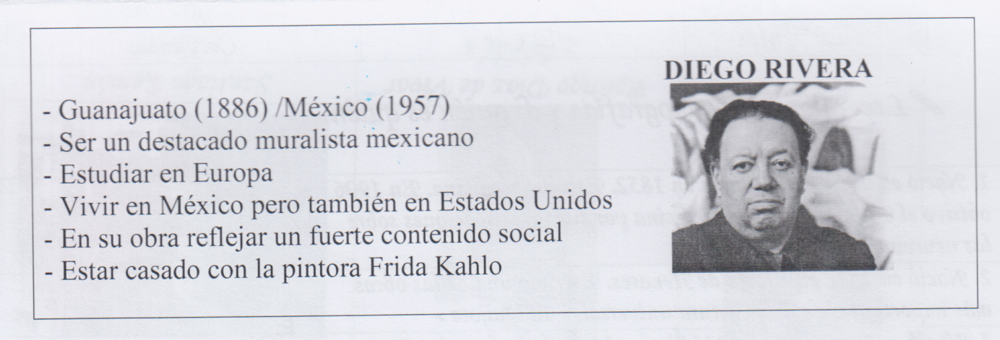 DIEGO RIVERA
- Guanajuato (1886) /México (1957)
- Ser un destacado muralista mexicano
- Estudiar en Europa
- Vivir en México pero también en Estados Unidos
- En su obra reflejar un fuerte contenido social
- Estar casado con la pintora Frida Kahlo